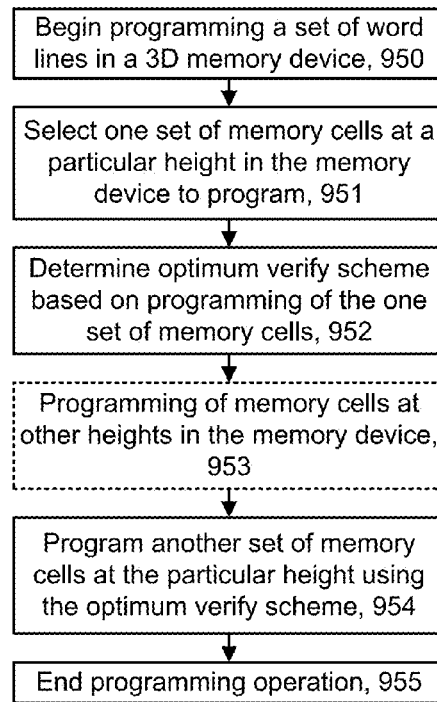 Begin programming a set of word
lines in a 3D memory device, 950
Select one set of memory cells at a
particular height in the memory
device to program, 951
Determine optimum verify scheme
based on programming of the one
set of memory cells, 952
Programming of memory cells at
other heights in the memory device,
953
Program another set of memory
cells at the particular height using
the optimum verify scheme, 954
End programming operation, 955